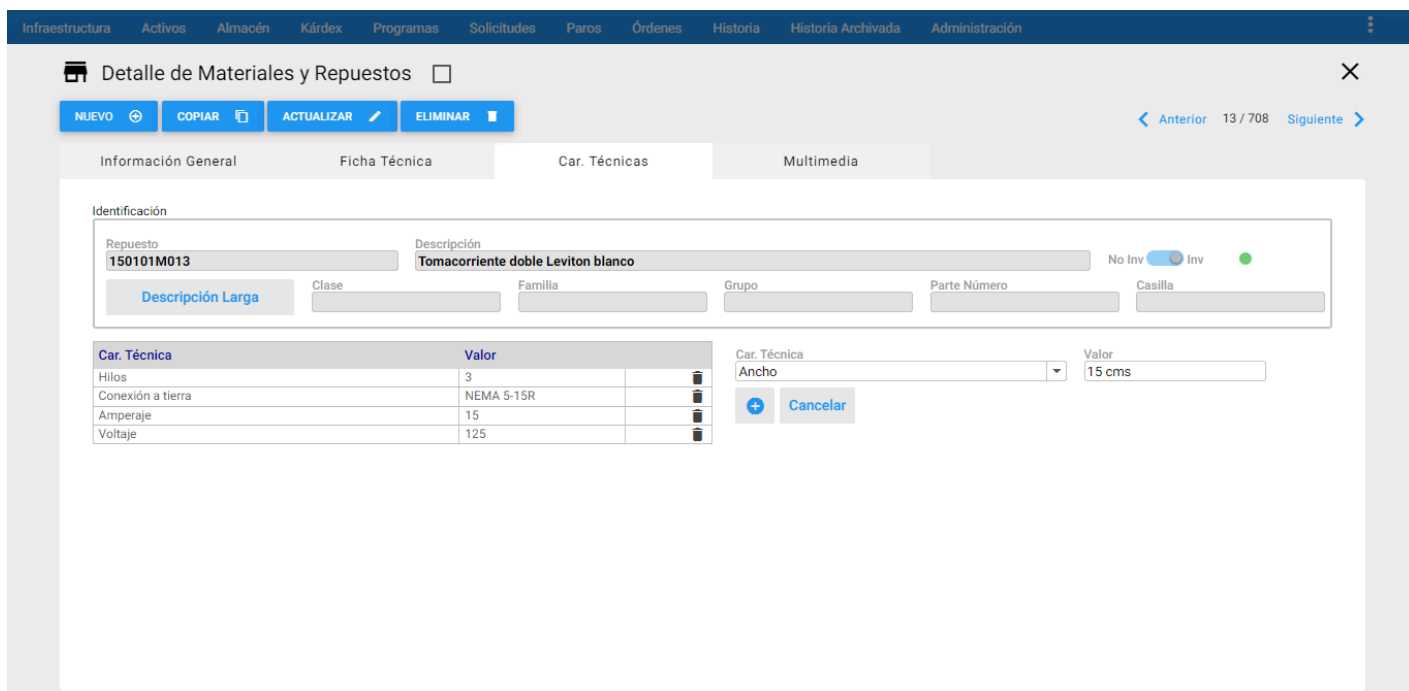 Infraestructura Activos Almacén Kárdex Programas Solicitudes Paros Órdenes Historia Historia Archivada Administración
Detalle de Materiales y Repuestos
NUEVO COPIAR ACTUALIZAR ELIMINAR Anterior 13 / 708 Siguiente
Información General Ficha Técnica Car. Técnicas Multimedia
Identificación
Repuesto Descripción
150101M013 Tomacorriente doble Leviton blanco No Inv Inv
Descripción Larga Clase Familia Grupo Parte Número Casilla
Car. Técnica Valor Car. Técnica Valor
Hilos 3 Ancho 15 cms
Conexión a tierra NEMA 5-15R
Amperaje 15 Cancelar
Voltaje 125